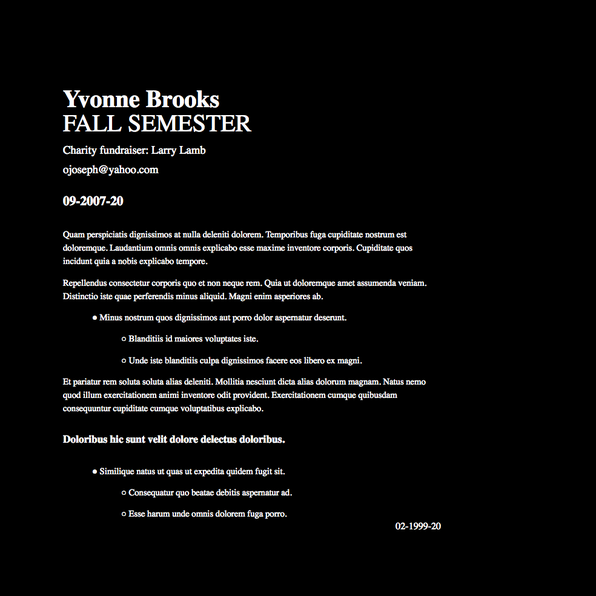 Yvonne Brooks
FALL SEMESTER
Charity fundraiser: Larry Lamb
ojoseph@yahoo.com
09-2007-20
Quam perspiciatis dignissimos at nulla deleniti dolorem. Temporibus fuga cupiditate nostrum est
doloremque. Laudantium omnis omnis explicabo esse maxime inventore corporis. Cupiditate quos
incidunt quia a nobis explicabo tempore.
Repellendus consectetur corporis quo et non neque rem. Quia ut doloremque amet assumenda veniam.
Distinctio iste quae perferendis minus aliquid. Magni enim asperiores ab.
Minus nostrum quos dignissimos aut porro dolor aspernatur deserunt.
Blanditiis id maiores voluptates iste.
Unde iste blanditiis culpa dignissimos facere eos libero ex magni.
Et pariatur rem soluta soluta alias deleniti. Mollitia nesciunt dicta alias dolorum magnam. Natus nemo
quod illum exercitationem animi inventore odit provident. Exercitationem cumque quibusdam
consequuntur cupiditate cumque voluptatibus explicabo.
Doloribus hic sunt velit dolore delectus doloribus.
Similique natus ut quas ut expedita quidem fugit sit.
Consequatur quo beatae debitis aspernatur ad.
Esse harum unde omnis dolorem fuga porro.
02-1999-20